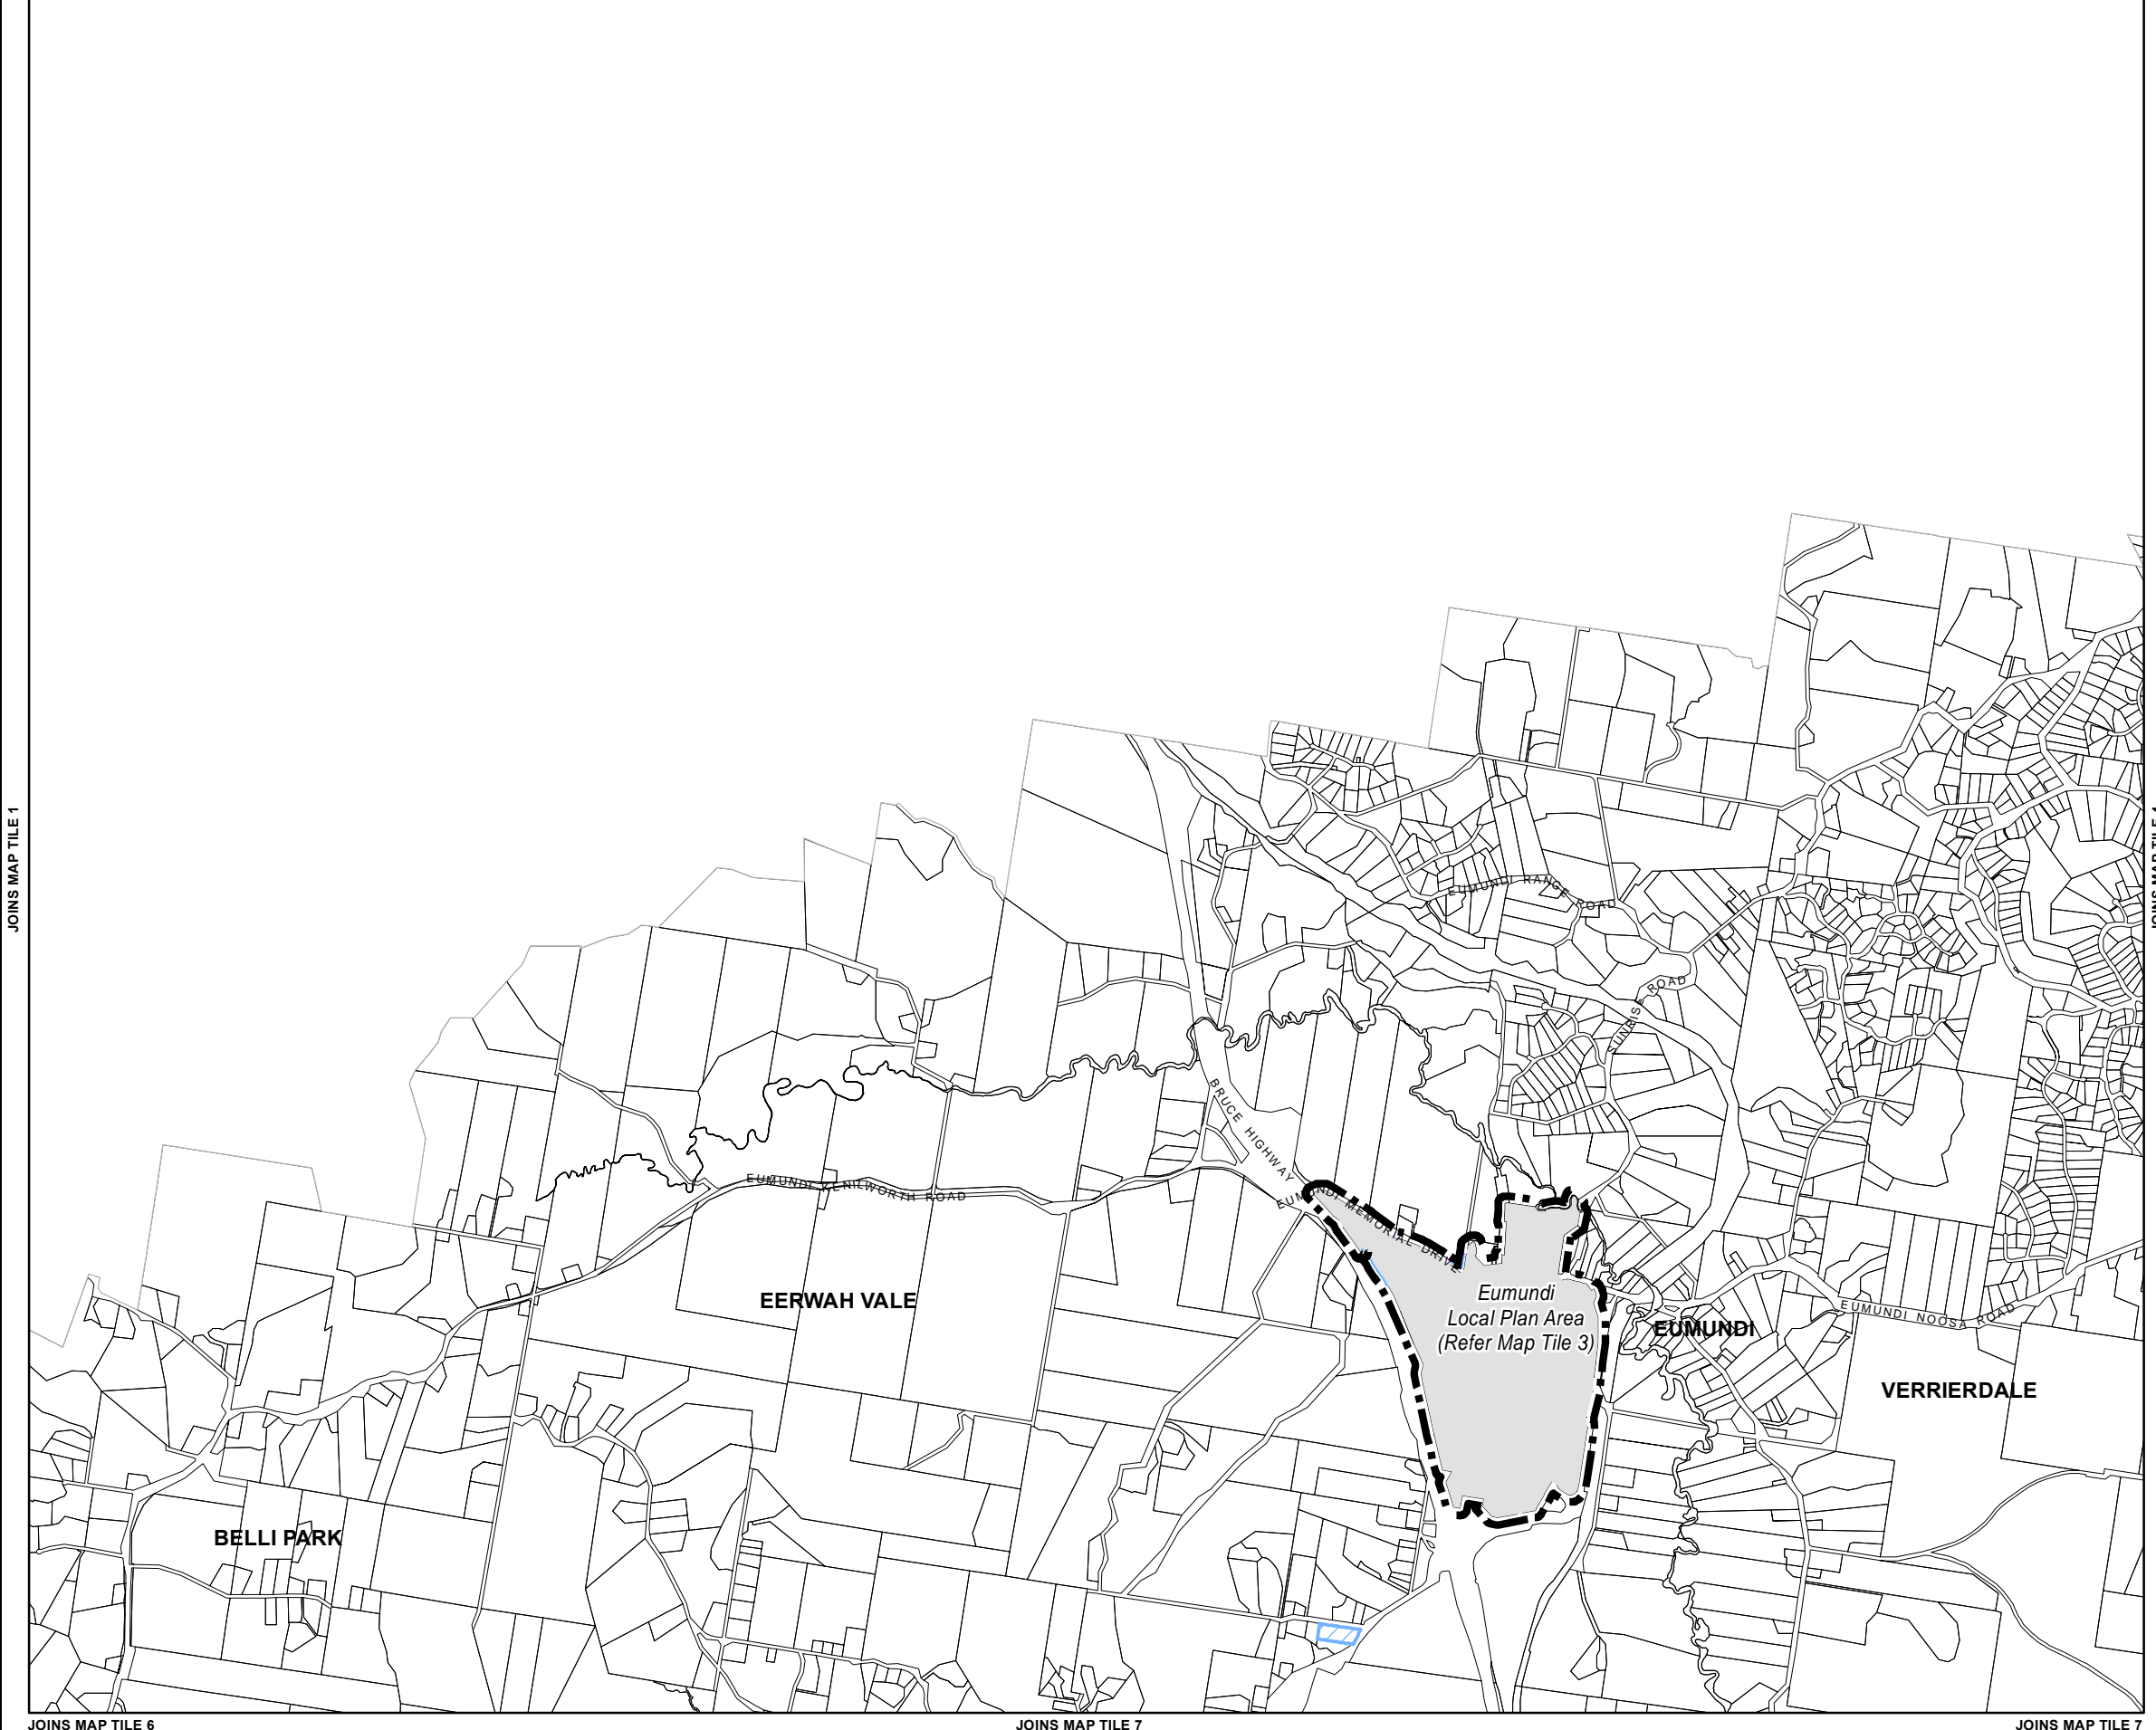 JOINS MAP TILE 1
EUMUNDI RANGE ROAD
SUNRISE ROAD
BRUCE HIGHWAY
EUMUNDI KENILWORTH ROAD
EUMUNDI MEMORIAL DRIVE
Eumundi
Local Plan Area
(Refer Map Tile 3)
EERWAH VALE
EUMUNDI NOOSA ROAD
EUMUNDI
VERRIERDALE
BELLI PARK
JOINS MAP TILE 6
JOINS MAP TILE 7
JOINS MAP TILE 7